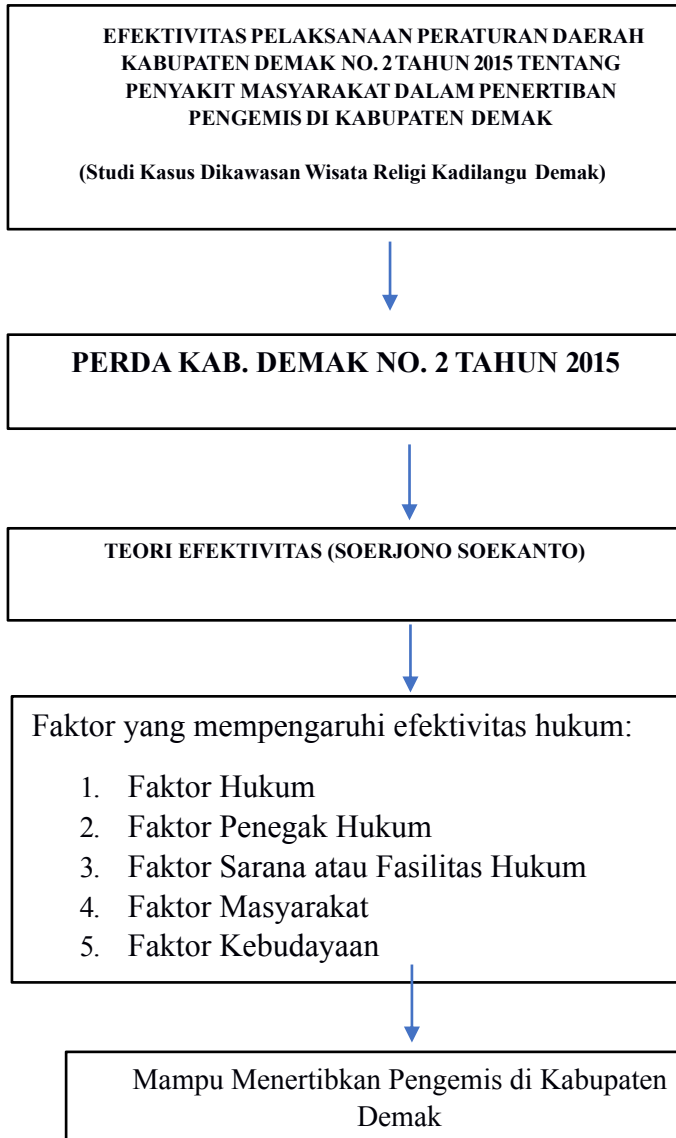 EFEKTIVITAS PELAKSANAAN PERATURAN DAERAH
KABUPATEN DEMAK NO. 2 TAHUN 2015 TENTANG
PENYAKIT MASYARAKAT DALAM PENERTIBAN
PENGEMIS DI KABUPATEN DEMAK
(Studi Kasus Dikawasan Wisata Religi Kadilangu Demak)
PERDA KAB. DEMAK NO. 2 TAHUN 2015
TEORI EFEKTIVITAS (SOERJONO SOEKANTO)
Faktor yang mempengaruhi efektivitas hukum:
1. Faktor Hukum
2. Faktor Penegak Hukum
3. Faktor Sarana atau Fasilitas Hukum
4. Faktor Masyarakat
5. Faktor Kebudayaan
Mampu Menertibkan Pengemis di Kabupaten
Demak